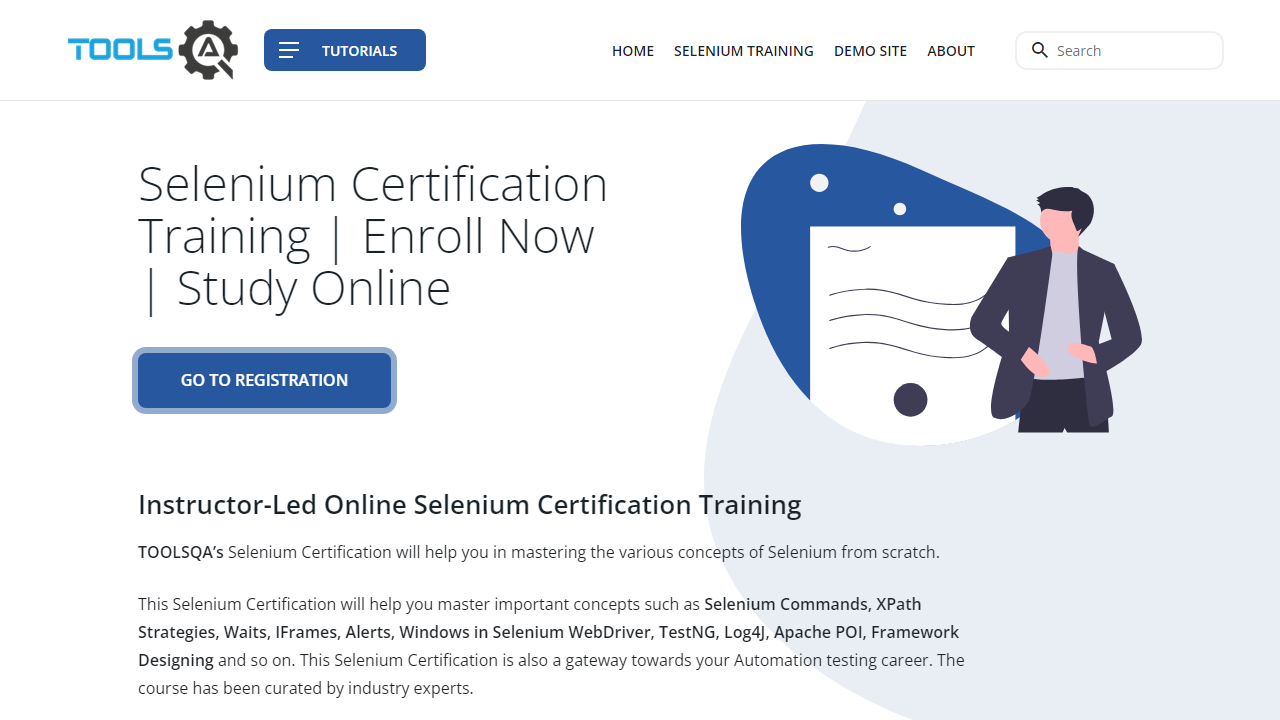 TOOLS QA
TUTORIALS
HOME
SELENIUM TRAINING
DEMO SITE
ABOUT
Search
Selenium Certification
Training | Enroll Now
| Study Online
GO TO REGISTRATION
Instructor-Led Online Selenium Certification Training
TOOLSQA’s Selenium Certification will help you in mastering the various concepts of Selenium from scratch.
This Selenium Certification will help you master important concepts such as Selenium Commands, XPath
Strategies, Waits, IFrames, Alerts, Windows in Selenium WebDriver, TestNG, Log4J, Apache POI, Framework
Designing and so on. This Selenium Certification is also a gateway towards your Automation testing career. The
course has been curated by industry experts.